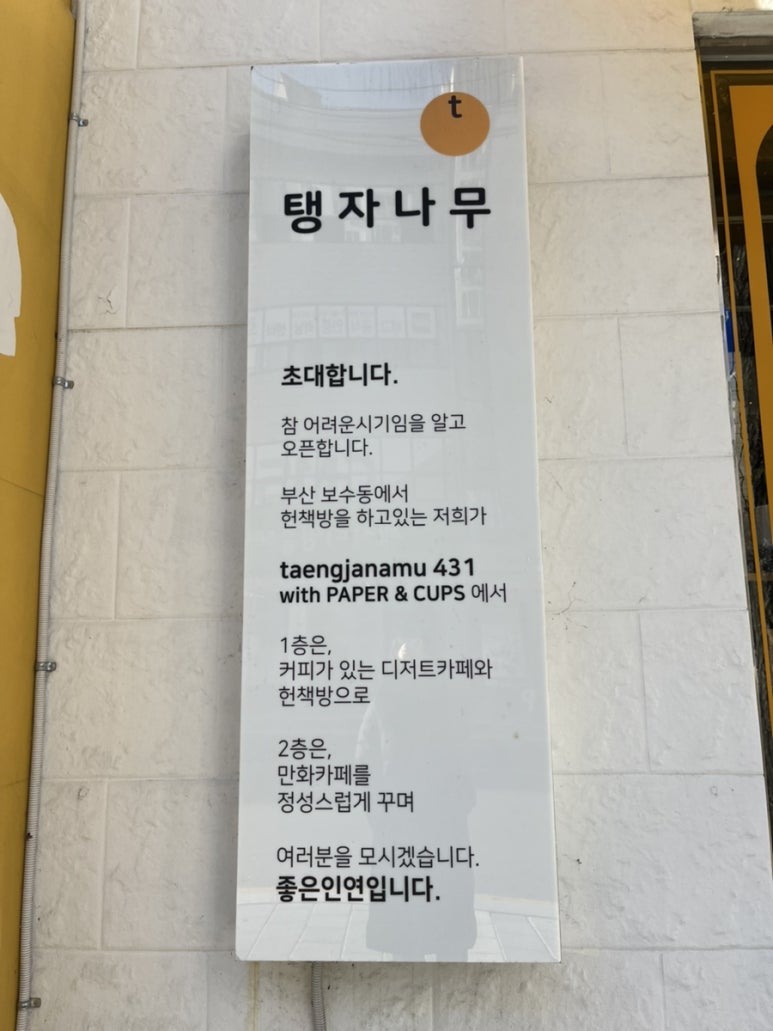 t
탱자나무
초대합니다.
참 어려운시기임을 알고
오픈합니다.
부산 보수동에서
헌책방을 하고있는 저희가
taengjanamu 431
with PAPER & CUPS 에서
1층은,
커피가 있는 디저트카페와
헌책방으로
2층은,
만화카페를
정성스럽게 꾸며
여러분을 모시겠습니다.
좋은인연입니다.